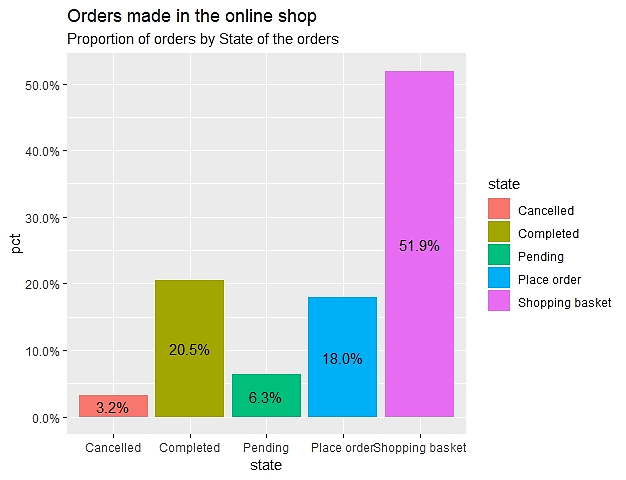 Orders made in the online shop
Proportion of orders by State of the orders
pct
50.0%
40.0%
30.0%
20.0%
10.0%
0.0%
3.2%
20.5%
6.3%
18.0%
51.9%
Cancelled
Completed
Pending
Place order
Shopping basket
state
state
Cancelled
Completed
Pending
Place order
Shopping basket